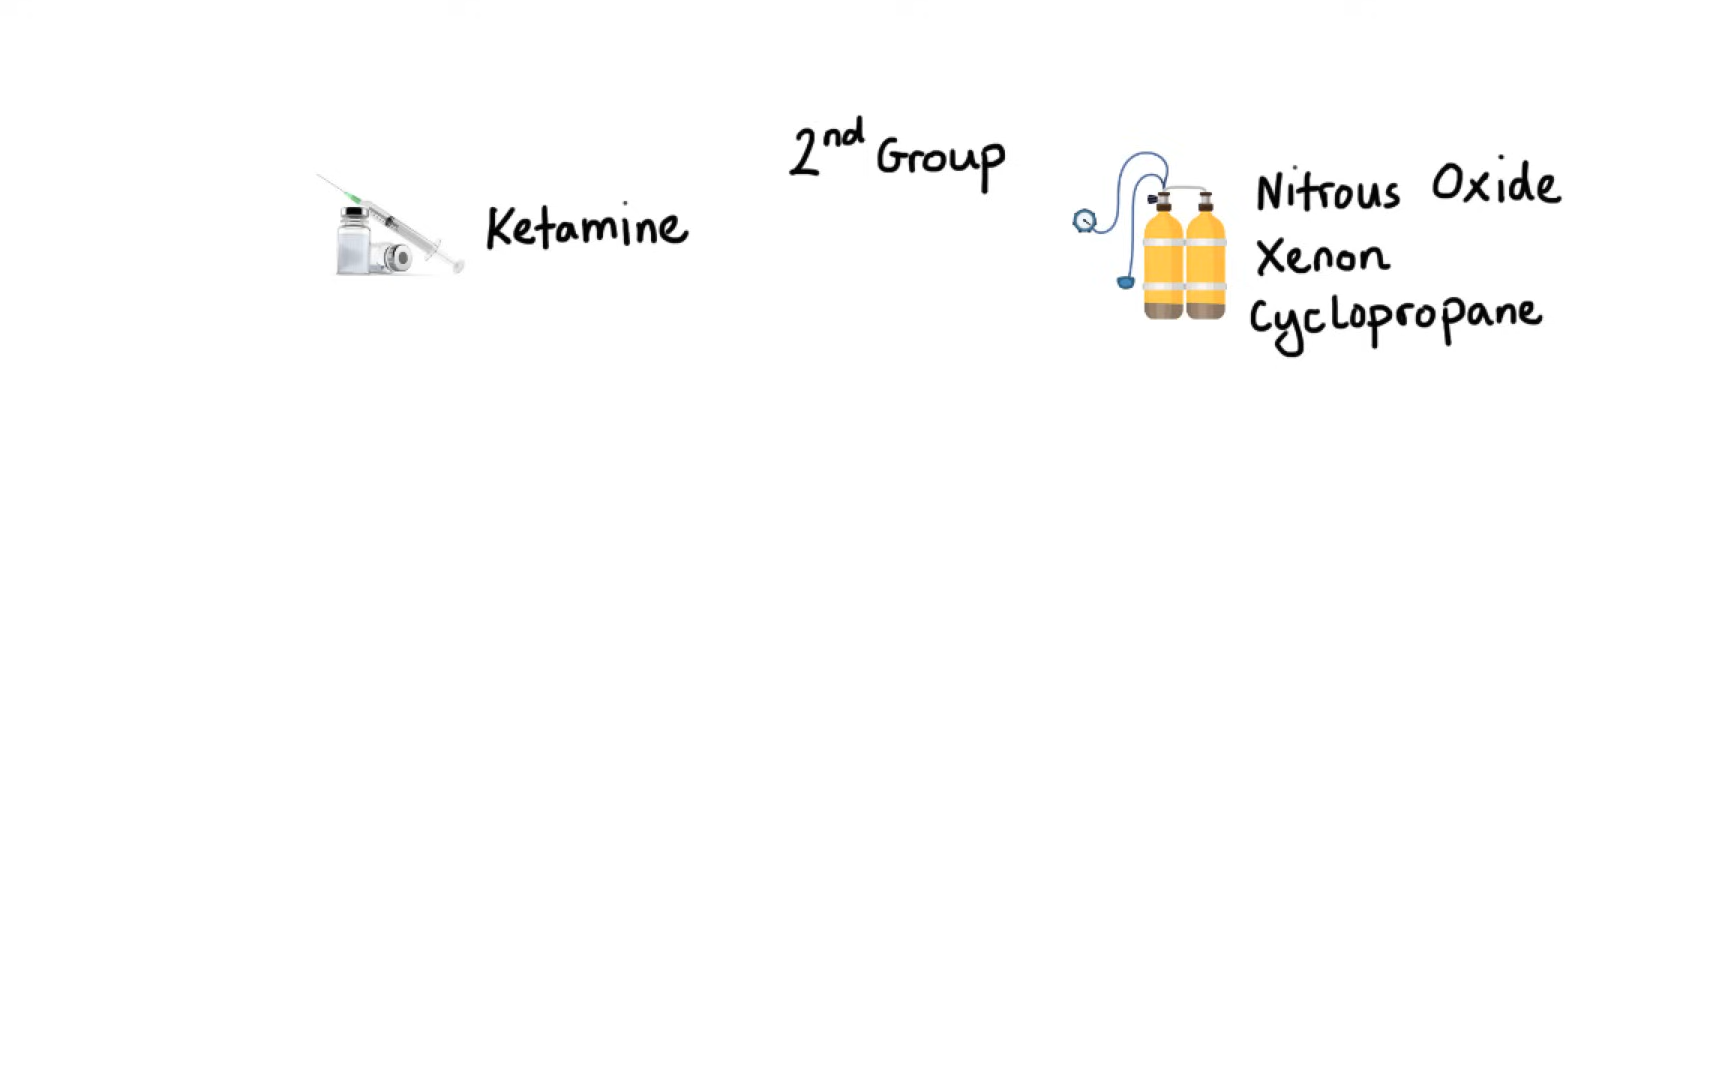 2nd Group
Ketamine
Nitrous Oxide
Xenon
Cyclopropane